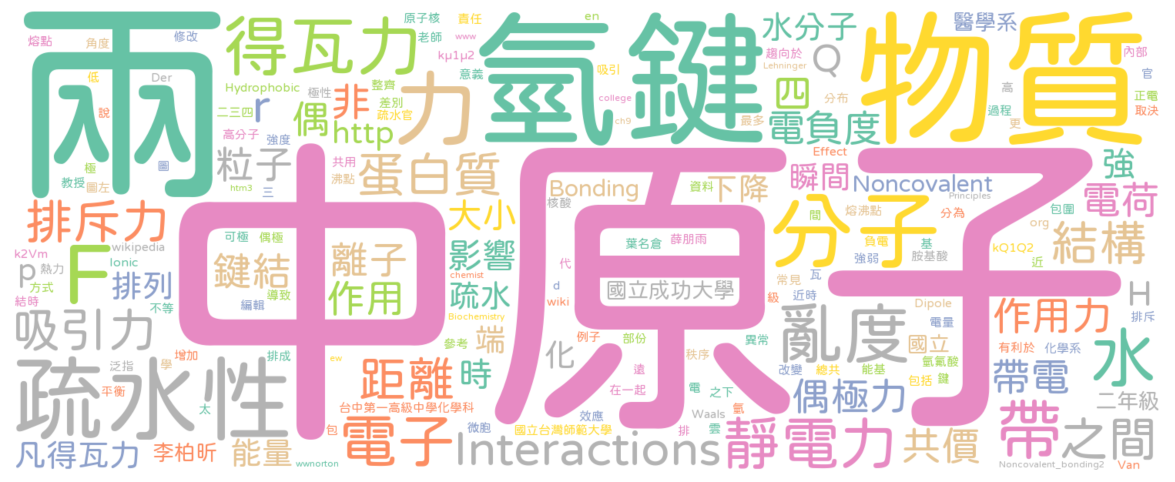 兩
氫鍵
物質
中
原子
得瓦力
力
水分子
醫學系
Q
四
電負度
非
偶
http
r
粒子
蛋白質
Bonding
下降
瞬間
Noncovalent
強
電荷
排斥力
大小
分子
結構
F
p
排列
鍵結
離子
作用
影響
疏水
國立成功大學
吸引力
端
化
亂度
國立
作用力
H
水
疏水性
距離
時
偶極力
帶電
二年級
凡得瓦力
李柏昕
能量
電子
Interactions
靜電力
共價
帶
之間
熔點
角度
修改
原子核
責任
en
老師
www
趨向於
Lehninger
內部
低
Der
Hydrophobic
kμ1μ2
意義
吸引
高
官
正電
說
二三四
極性
整齊
差別
疏水官
college
cn9
分布
最多
過程
更
取決
高分子
強度
極
圖
教授
圖左
htm3
三
共用
沸點
核酸
資料
Effect
Principles
包圍
間
熔沸點
分為
org
k2Vm
wikipedia
Ionic
熱力
方式
結時
不等
可極
偶極
編輯
導致
chemist
Biochemistry
葉名倉
薛朋雨
代
d
wiki
負電
基
胺基酸
kQ1Q2
近
強弱
常見
瓦
級
近時
Dipole
電量
排斥
泛指
學
增加
排成
平衡
太
參考
例子
部份
異常
秩序
遠
在一起
電
之下
改變
總共
能基
氫氟酸
包括
鍵
有利於
化學系
台中第一高級中學化學科
包
微胞
效應
國立台灣師範大學
排
雲
氫
Waals
ew
wwnorton
Noncovalent_bonding2
Van